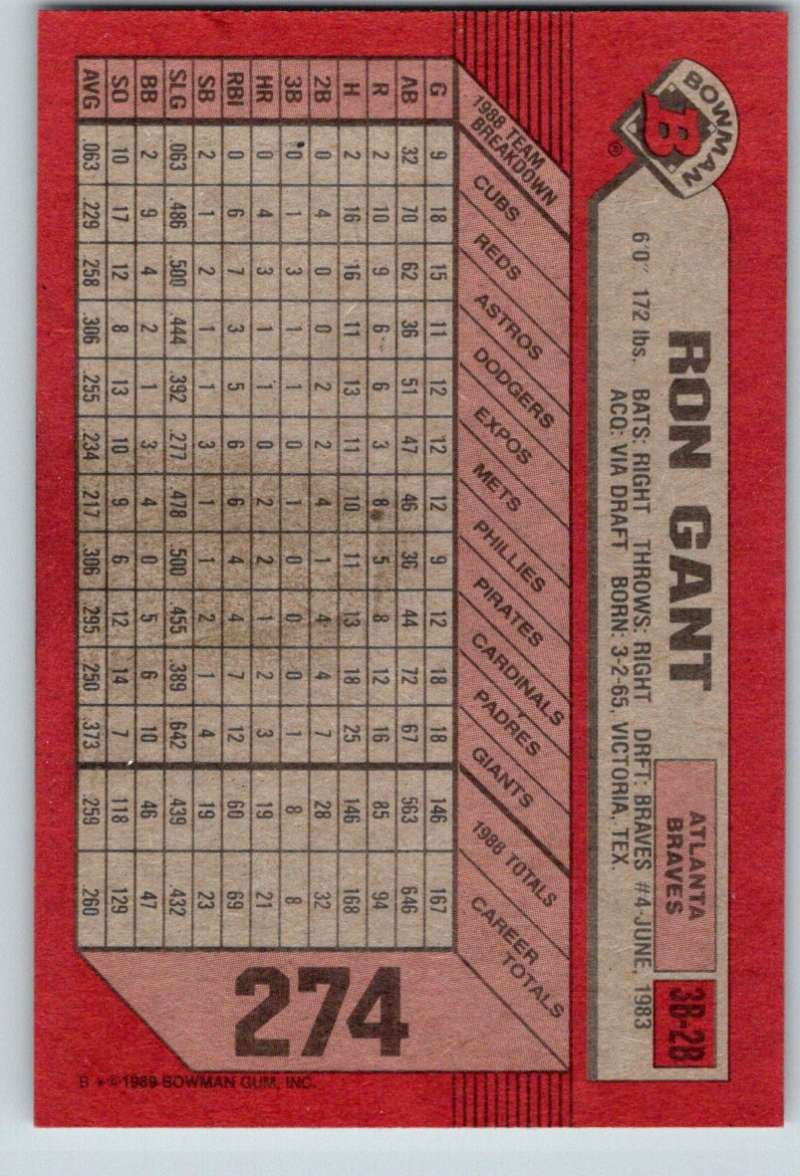 BOWMAN
B ®
RON GANT
ATLANTA
BRAVES
3B-2B
6'0" 172 lbs. BATS: RIGHT THROWS: RIGHT DRFT: BRAVES #4-JUNE, 1983
ACQ: VIA DRAFT BORN: 3-2-65, VICTORIA, TEX.
1988 TEAM
BREAKDOWN
CUBS
REDS
ASTROS
DODGERS
EXPOS
METS
PHILLIES
PIRATES
CARDINALS
PADRES
GIANTS
1988 TOTALS
CAREER
TOTALS
G 9 18 15 11 12 12 12 9 12 18 18 146 167
AB 32 70 62 36 51 47 46 36 44 72 67 563 646
R 2 10 9 6 6 3 8 5 8 12 16 85 94
H 2 16 16 11 13 11 10 11 13 18 25 146 168
2B 0 4 0 0 2 2 4 1 4 4 7 28 32
3B 0 1 3 1 1 0 1 0 0 0 1 8 8
HR 0 4 3 1 1 0 2 2 1 2 3 19 21
RBI 0 6 7 3 5 6 6 4 4 7 12 60 69
SB 2 1 2 1 1 3 1 1 2 1 4 19 23
SLG .063 .486 .500 .444 .392 .277 .478 .500 .455 .389 .642 .439 .432
BB 2 9 4 2 1 3 4 0 5 6 10 46 47
SO 10 17 12 8 13 10 9 6 12 14 7 118 129
AVG .063 .229 .258 .306 .255 .234 .217 .306 .295 .250 .373 .259 .260
274
B *©1989 BOWMAN GUM, INC.